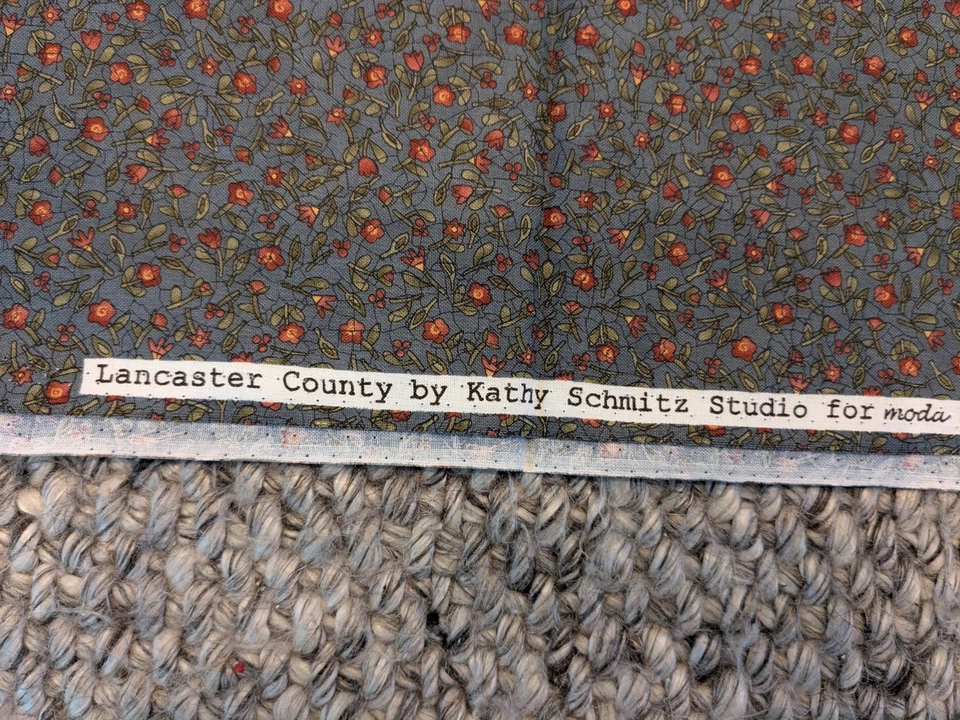 Lancaster County by Kathy Schmitz Studio for moda